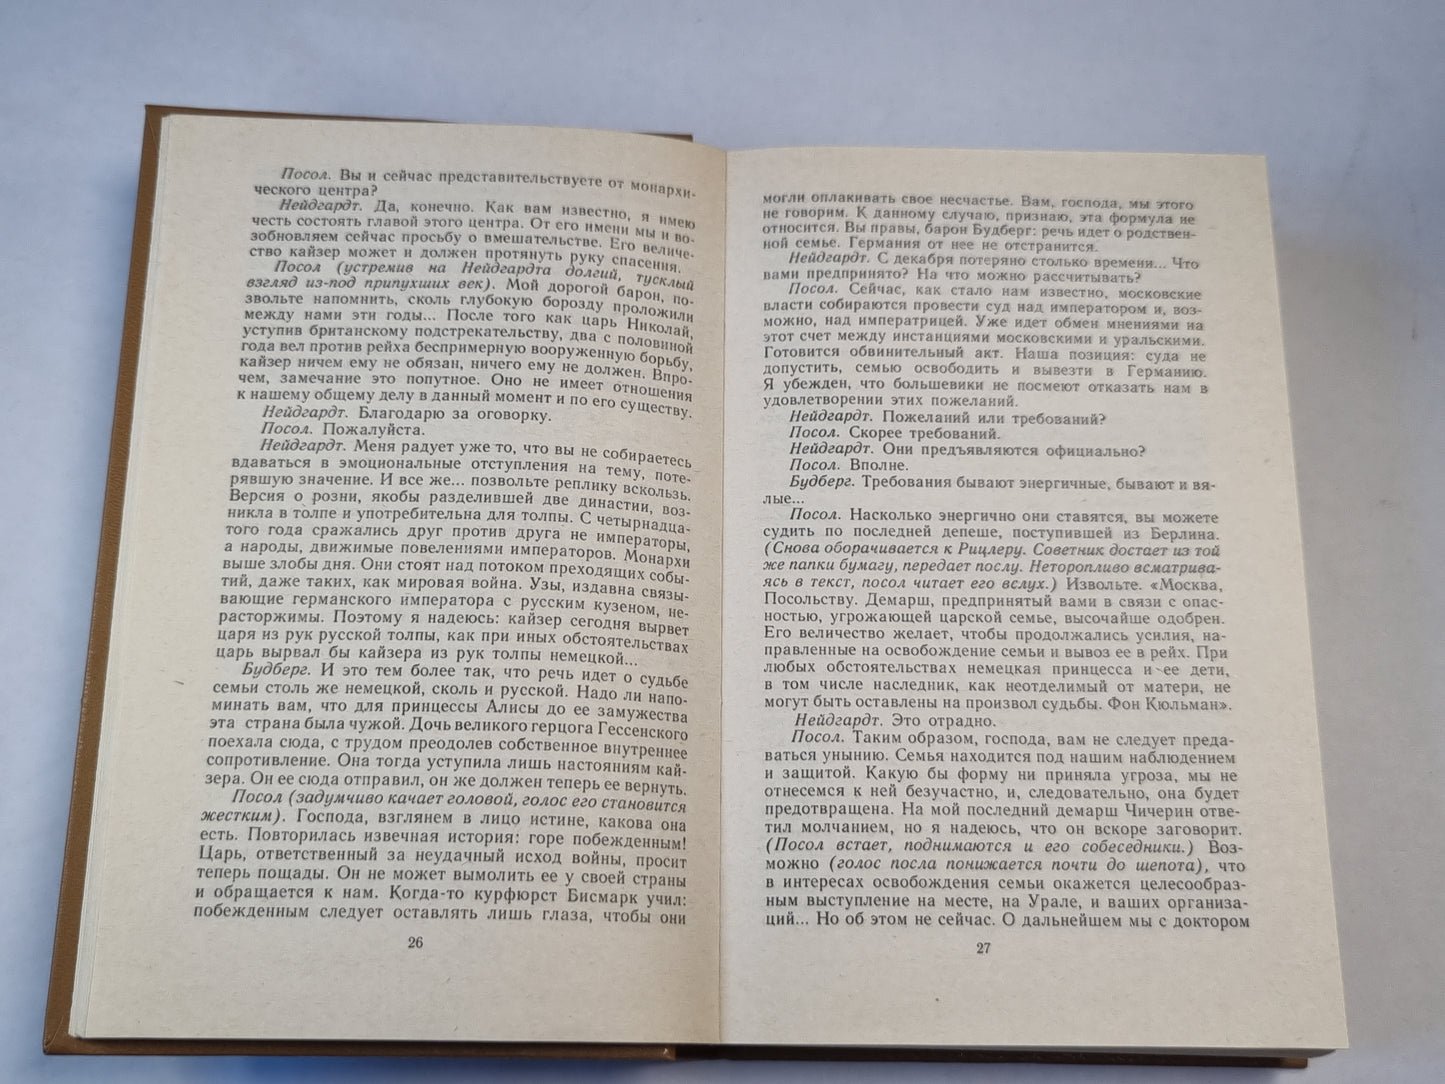 Посол. Вы и сейчас представительствуете от монархи-
ческого центра?
Нейдгардт. Да, конечно. Как вам известно, я имею
честь состоять главой этого центра. От его имени мы и во-
зобновляем сейчас просьбу о вмешательстве. Его величе-
ство кайзер может и должен протянуть руку спасения.
Посол (устремив на Нейдгардта долгий, тусклый
взгляд из-под припухших век). Мой дорогой барон, по-
звольте напомнить, сколь глубокую борозду проложили
между нами эти годы... После того как царь Николай,
уступив британскому подстрекательству, два с половиной
года вел против рейха беспримерную вооруженную борьбу,
кайзер ничем ему не обязан, ничего ему не должен. Впро-
чем, замечание это попутное. Оно не имеет отношения
к нашему общему делу в данный момент и по его существу.
Нейдгардт. Благодарю за оговорку.
Посол. Пожалуйста.
Нейдгардт. Меня радует уже то, что вы не собираетесь
вдаваться в эмоциональные отступления на тему, поте-
рявшую значение. И все же... позвольте реплику вскользь.
Версия о розни, якобы разделившей две династии, воз-
никла в толпе и употребительна для толпы. С четырнадца-
того года сражались друг против друга не императоры,
а народы, движимые повелениями императоров. Монархи
выше злобы дня. Они стоят над потоком преходящих собы-
тий, даже таких, как мировая война. Узы, издавна связы-
вающие германского императора с русским кузеном, не-
расторжимы. Поэтому я надеюсь: кайзер сегодня вырвет
царя из рук русской толпы, как при иных обстоятельствах
царь вырвал бы кайзера из рук толпы немецкой...
Будберг. И это тем более так, что речь идет о судьбе
семьи столь же немецкой, сколь и русской. Надо ли напо-
минать вам, что для принцессы Алисы до ее замужества
эта страна была чужой. Дочь великого герцога Гессенского
поехала сюда, с трудом преодолев собственное внутреннее
сопротивление. Она тогда уступила лишь настояниям кай-
зера. Он ее сюда отправил, он же должен теперь ее вернуть.
Посол (задумчиво качает головой, голос его становится
жестким). Господа, взглянем в лицо истине, какова она
есть. Повторилась извечная история: горе побежденным!
Царь, ответственный за неудачный исход войны, просит
теперь пощады. Он не может вымолить ее у своей страны
и обращается к нам. Когда-то курфюрст Бисмарк учил:
побежденным следует оставлять лишь глаза, чтобы они
26
могли оплакивать свое несчастье. Вам, господа, мы этого
не говорим. К данному случаю, признаю, эта формула не
относится. Вы правы, барон Будберг: речь идет о родствен-
ной семье. Германия от нее не отстранится.
Нейдгардт. С декабря потеряно столько времени... Что
вами предпринято? На что можно рассчитывать?
Посол. Сейчас, как стало нам известно, московские
власти собираются провести суд над императором и, воз-
можно, над императрицей. Уже идет обмен мнениями на
этот счет между инстанциями московскими и уральскими.
Готовится обвинительный акт. Наша позиция: суда не
допустить, семью освободить и вывезти в Германию.
Я убежден, что большевики не посмеют отказать нам в
удовлетворении этих пожеланий.
Нейдгардт. Пожеланий или требований?
Посол. Скорее требований.
Нейдгардт. Они предъявляются официально?
Посол. Вполне.
Будберг. Требования бывают энергичные, бывают и вя-
лые...
Посол. Насколько энергично они ставятся, вы можете
судить по последней депеше, поступившей из Берлина.
(Снова оборачивается к Рицлеру. Советник достает из той
же папки бумагу, передает послу. Неторопливо всматрива-
ясь в текст, посол читает его вслух.) Извольте. «Москва,
Посольству. Демарш, предпринятый вами в связи с опас-
ностью, угрожающей царской семье, высочайше одобрен.
Его величество желает, чтобы продолжались усилия, на-
правленные на освобождение семьи и вывоз ее в рейх. При
любых обстоятельствах немецкая принцесса и ее дети,
в том числе наследник, как неотделимый от матери, не
могут быть оставлены на произвол судьбы. Фон Кюльман».
Нейдгардт. Это отрадно.
Посол. Таким образом, господа, вам не следует преда-
ваться унынию. Семья находится под нашим наблюдением
и защитой. Какую бы форму ни приняла угроза, мы не
отнесемся к ней безучастно, и, следовательно, она будет
предотвращена. На мой последний демарш Чичерин отве-
тил молчанием, но я надеюсь, что он вскоре заговорит.
(Посол встает, поднимаются и его собеседники.) Воз-
можно (голос посла понижается почти до шепота), что
в интересах освобождения семьи окажется целесообраз-
ным выступление на месте, на Урале, и ваших организа-
ций... Но об этом не сейчас. О дальнейшем мы с доктором
27